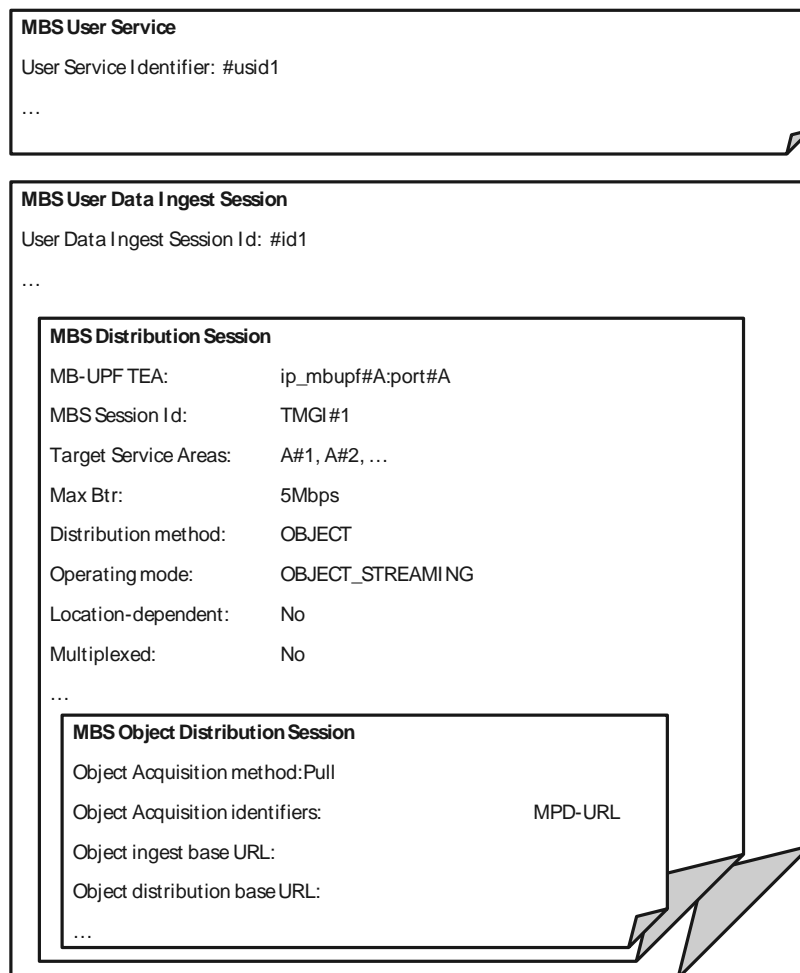 MBS User Service
User Service Identifier: #usid1
…
MBS User Data Ingest Session
User Data Ingest Session Id: #id1
…
MBS Distribution Session
MB-UPF TEA: ip_mbupf#A:port#A
MBS Session Id: TMGI#1
Target Service Areas: A#1, A#2, …
Max Btr: 5Mbps
Distribution method: OBJECT
Operating mode: OBJECT_STREAMING
Location-dependent: No
Multiplexed: No
…
MBS Object Distribution Session
Object Acquisition method:Pull
Object Acquisition identifiers: MPD-URL
Object ingest base URL:
Object distribution base URL:
…